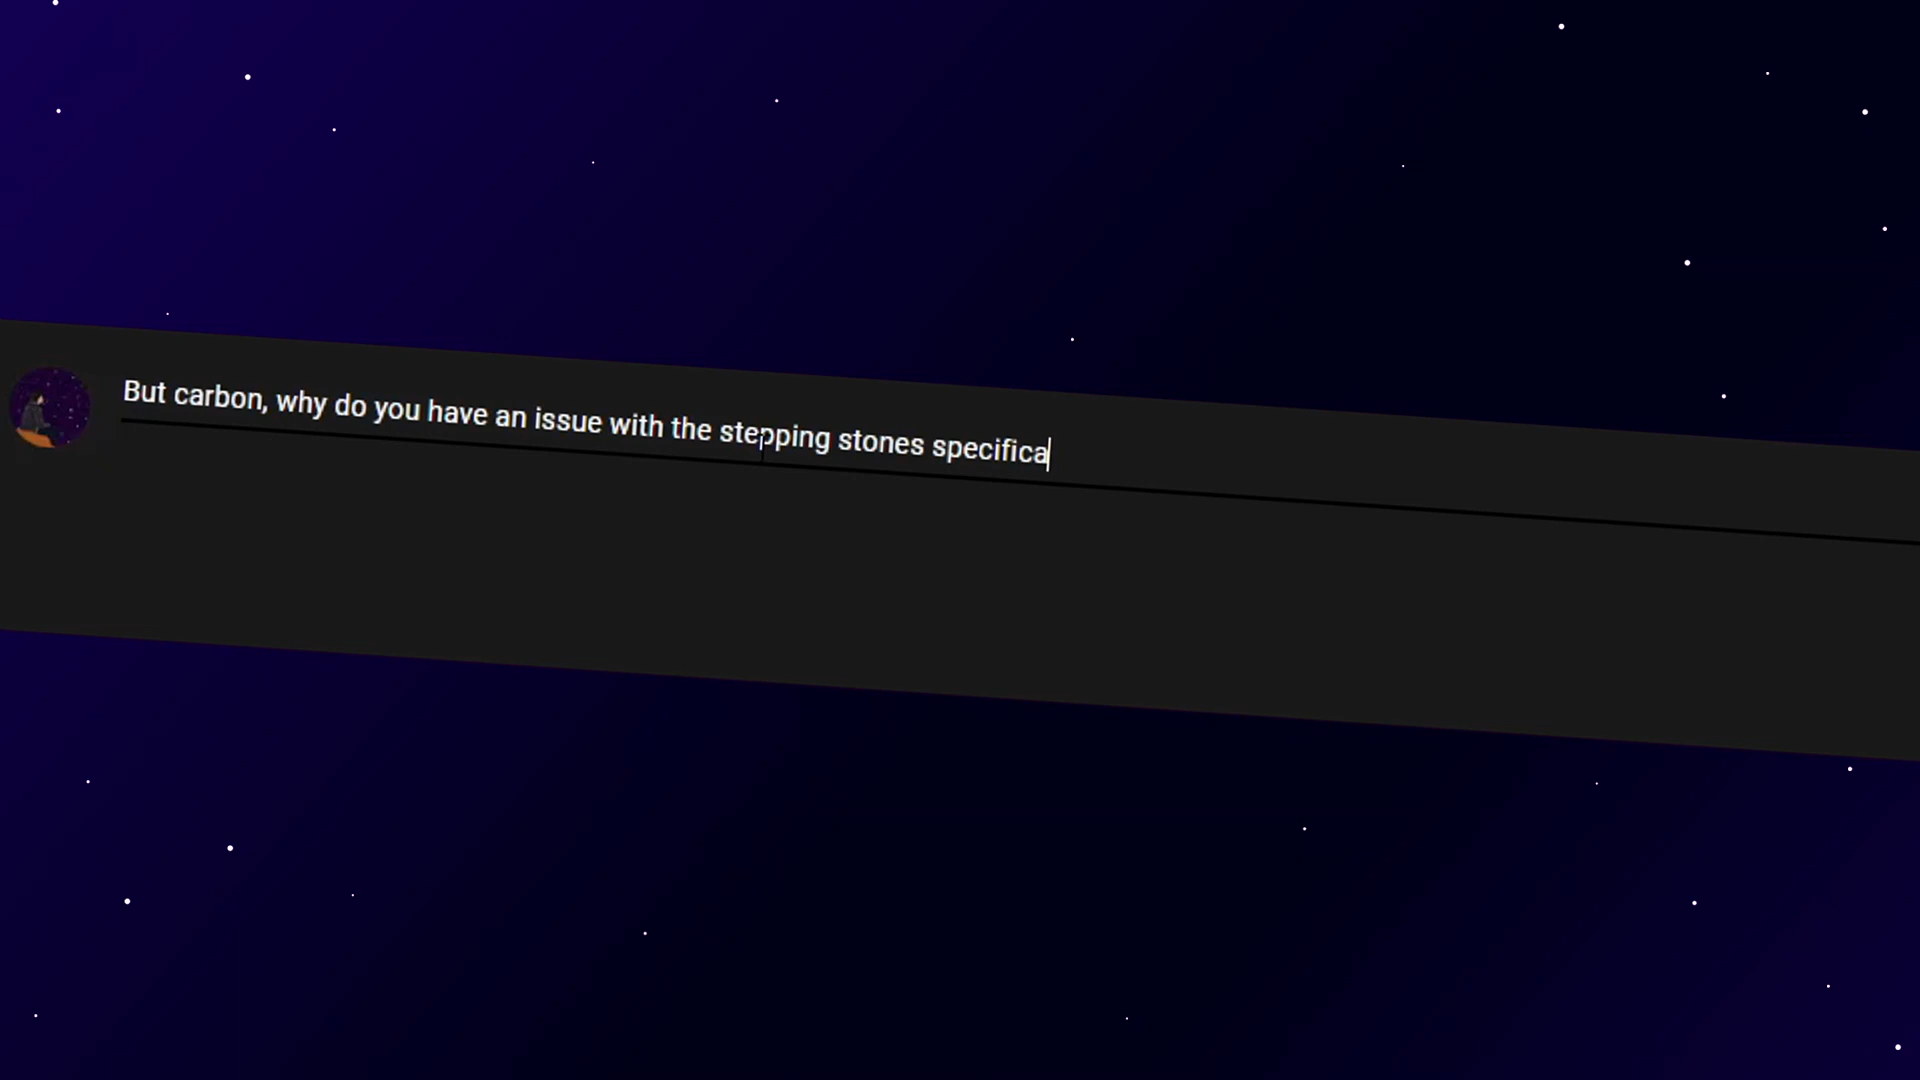 But carbon, why do you have an issue with the stepping stones specifica